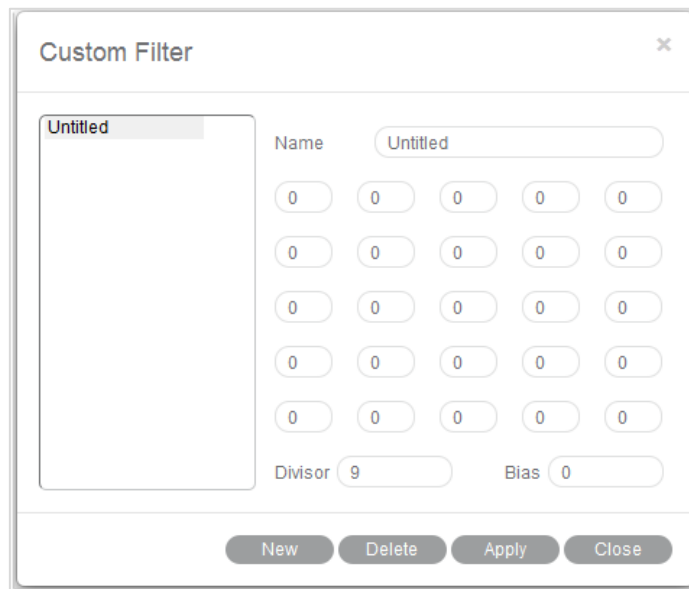 Custom Filter ×
Untitled
Name Untitled
0 0 0 0 0
0 0 0 0 0
0 0 0 0 0
0 0 0 0 0
0 0 0 0 0
Divisor 9 Bias 0
New Delete Apply Close